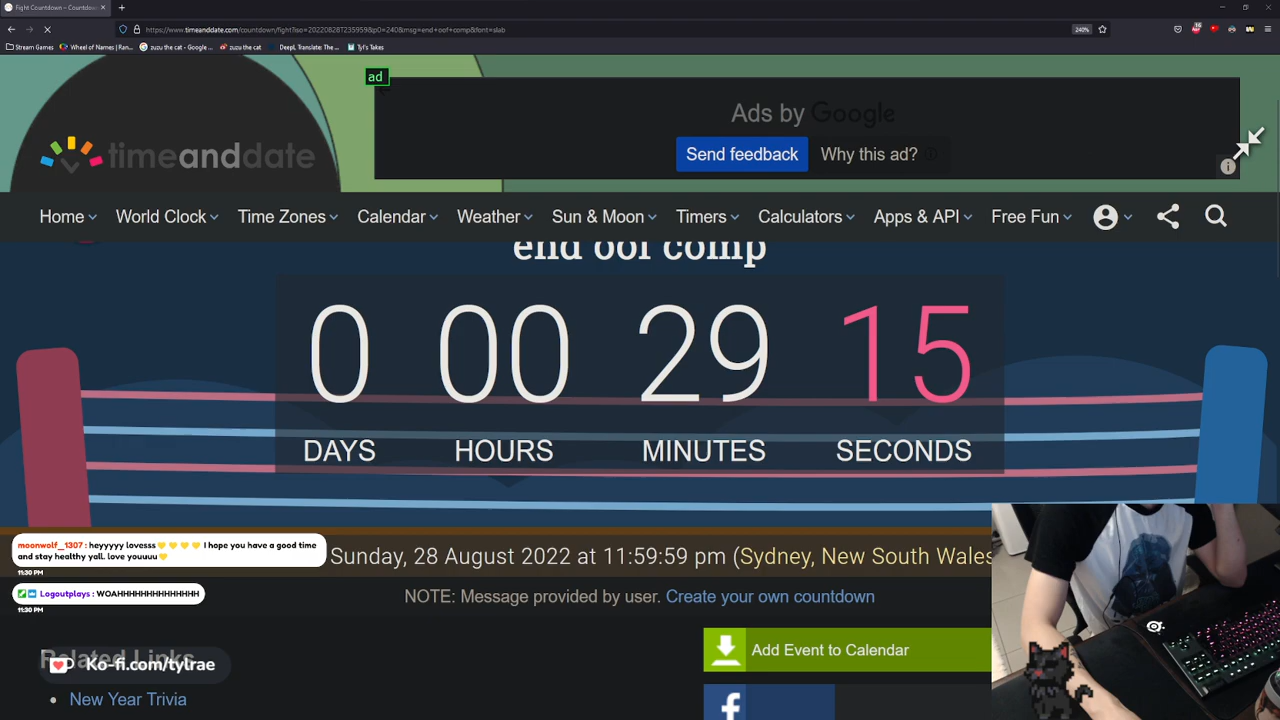 Fight Countdown – Countdow
https://www.timeanddate.com/countdown/fight?iso=20220828T235959&p0=240&msg=end+oof+comp&font=slab
240%
Stream Games
Wheel of Names | Ran...
zuzu the cat - Google ...
zuzu the cat
DeepL Translate: The ...
Tyl's Takes
ad
Ads by Google
Send feedback
Why this ad?
timeanddate
Home
World Clock
Time Zones
Calendar
Weather
Sun & Moon
Timers
Calculators
Apps & API
Free Fun
end oof comp
0 00 29 15
DAYS HOURS MINUTES SECONDS
moonwolf_1307 : heyyyyy lovesss💛 💛 💛 💛 I hope you have a good time
and stay healthy yall. love youuuu💛
11:30 PM
Sunday, 28 August 2022 at 11:59:59 pm (Sydney, New South Wales
Logoutplays : WOAHHHHHHHHHHHHHH
11:30 PM
NOTE: Message provided by user. Create your own countdown
Related Links
Ko-fi.com/tylrae
Add Event to Calendar
New Year Trivia